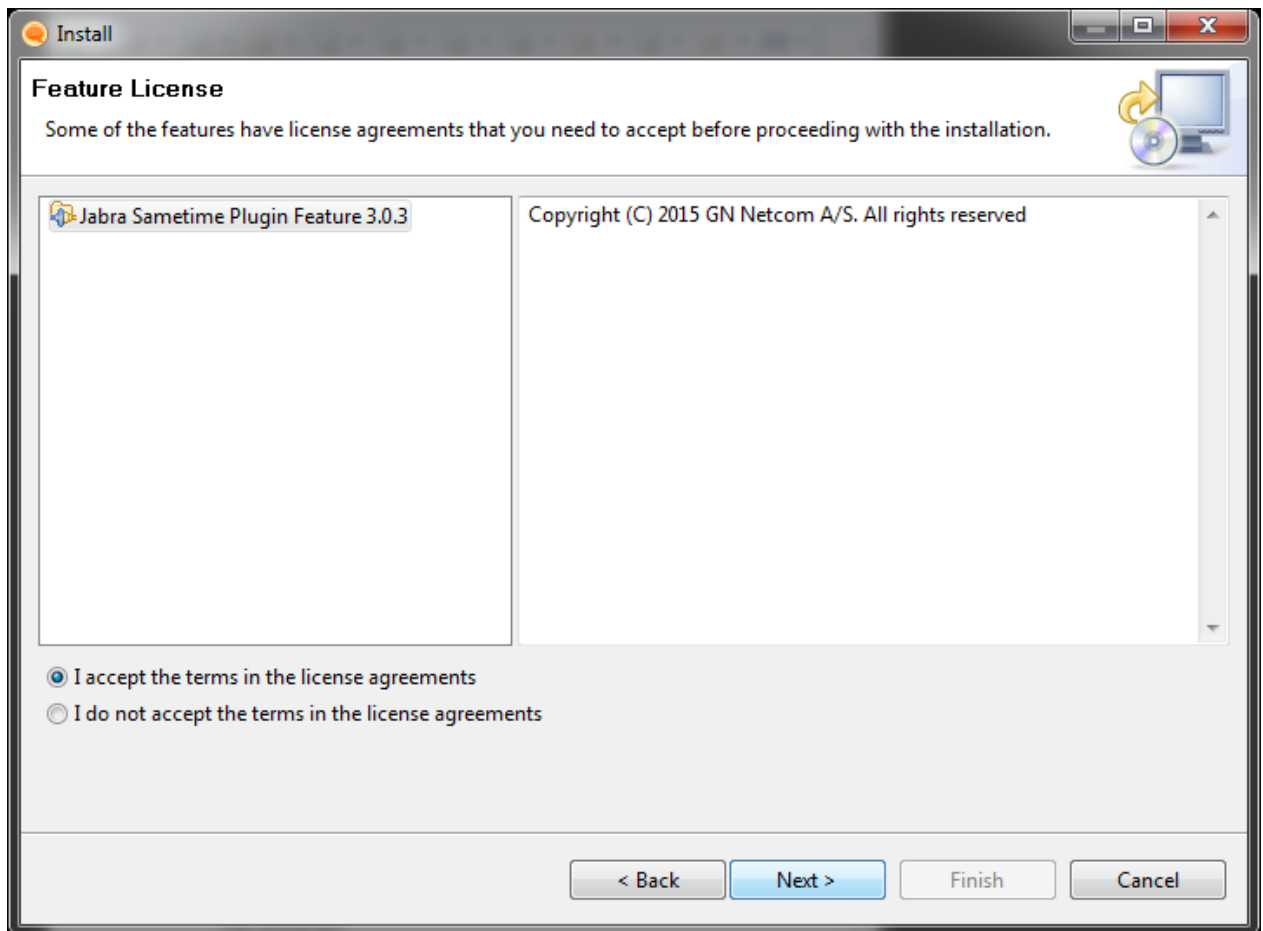 Install
Feature License
Some of the features have license agreements that you need to accept before proceeding with the installation.
Jabra Sametime Plugin Feature 3.0.3
Copyright (C) 2015 GN Netcom A/S. All rights reserved
I accept the terms in the license agreements
I do not accept the terms in the license agreements
< Back
Next >
Finish
Cancel